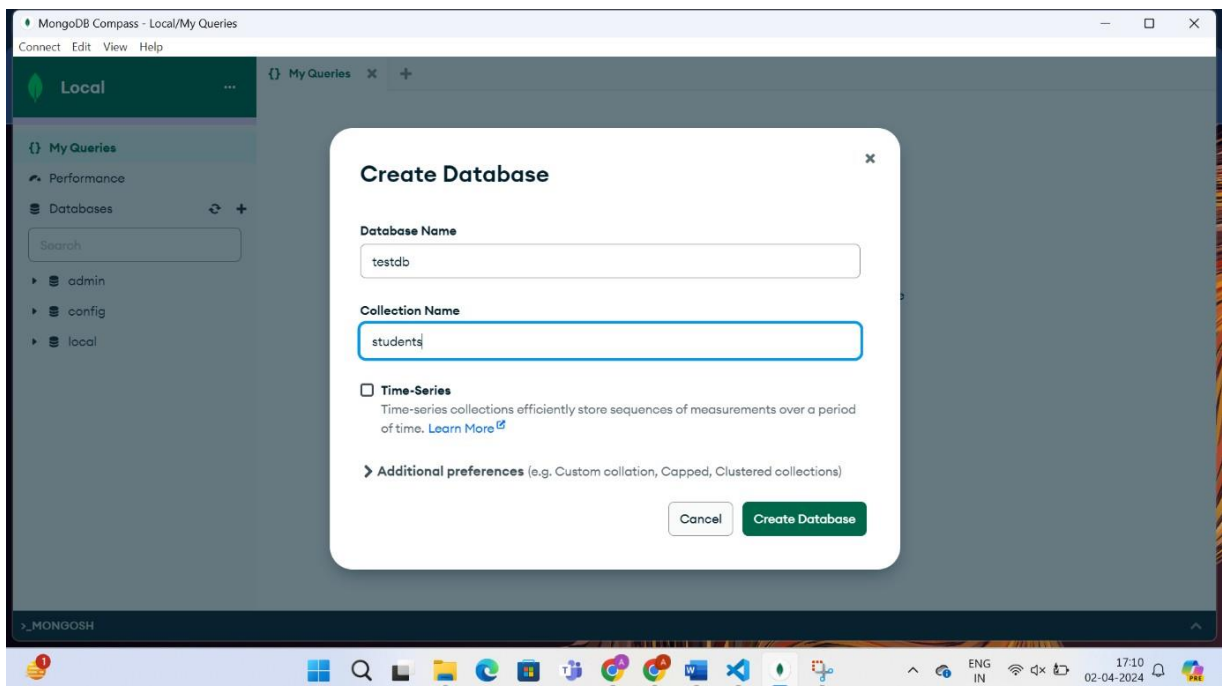 MongoDB Compass - Local/My Queries
Connect Edit View Help
Local
{} My Queries
My Queries
Performance
Databases
Search
admin
config
local
Create Database
Database Name
testdb
Collection Name
students
Time-Series
Time-series collections efficiently store sequences of measurements over a period
of time. Learn More
Additional preferences (e.g. Custom collation, Capped, Clustered collections)
Cancel Create Database
>_MONGOSH
1
ENG
IN
17:10
02-04-2024
PRE